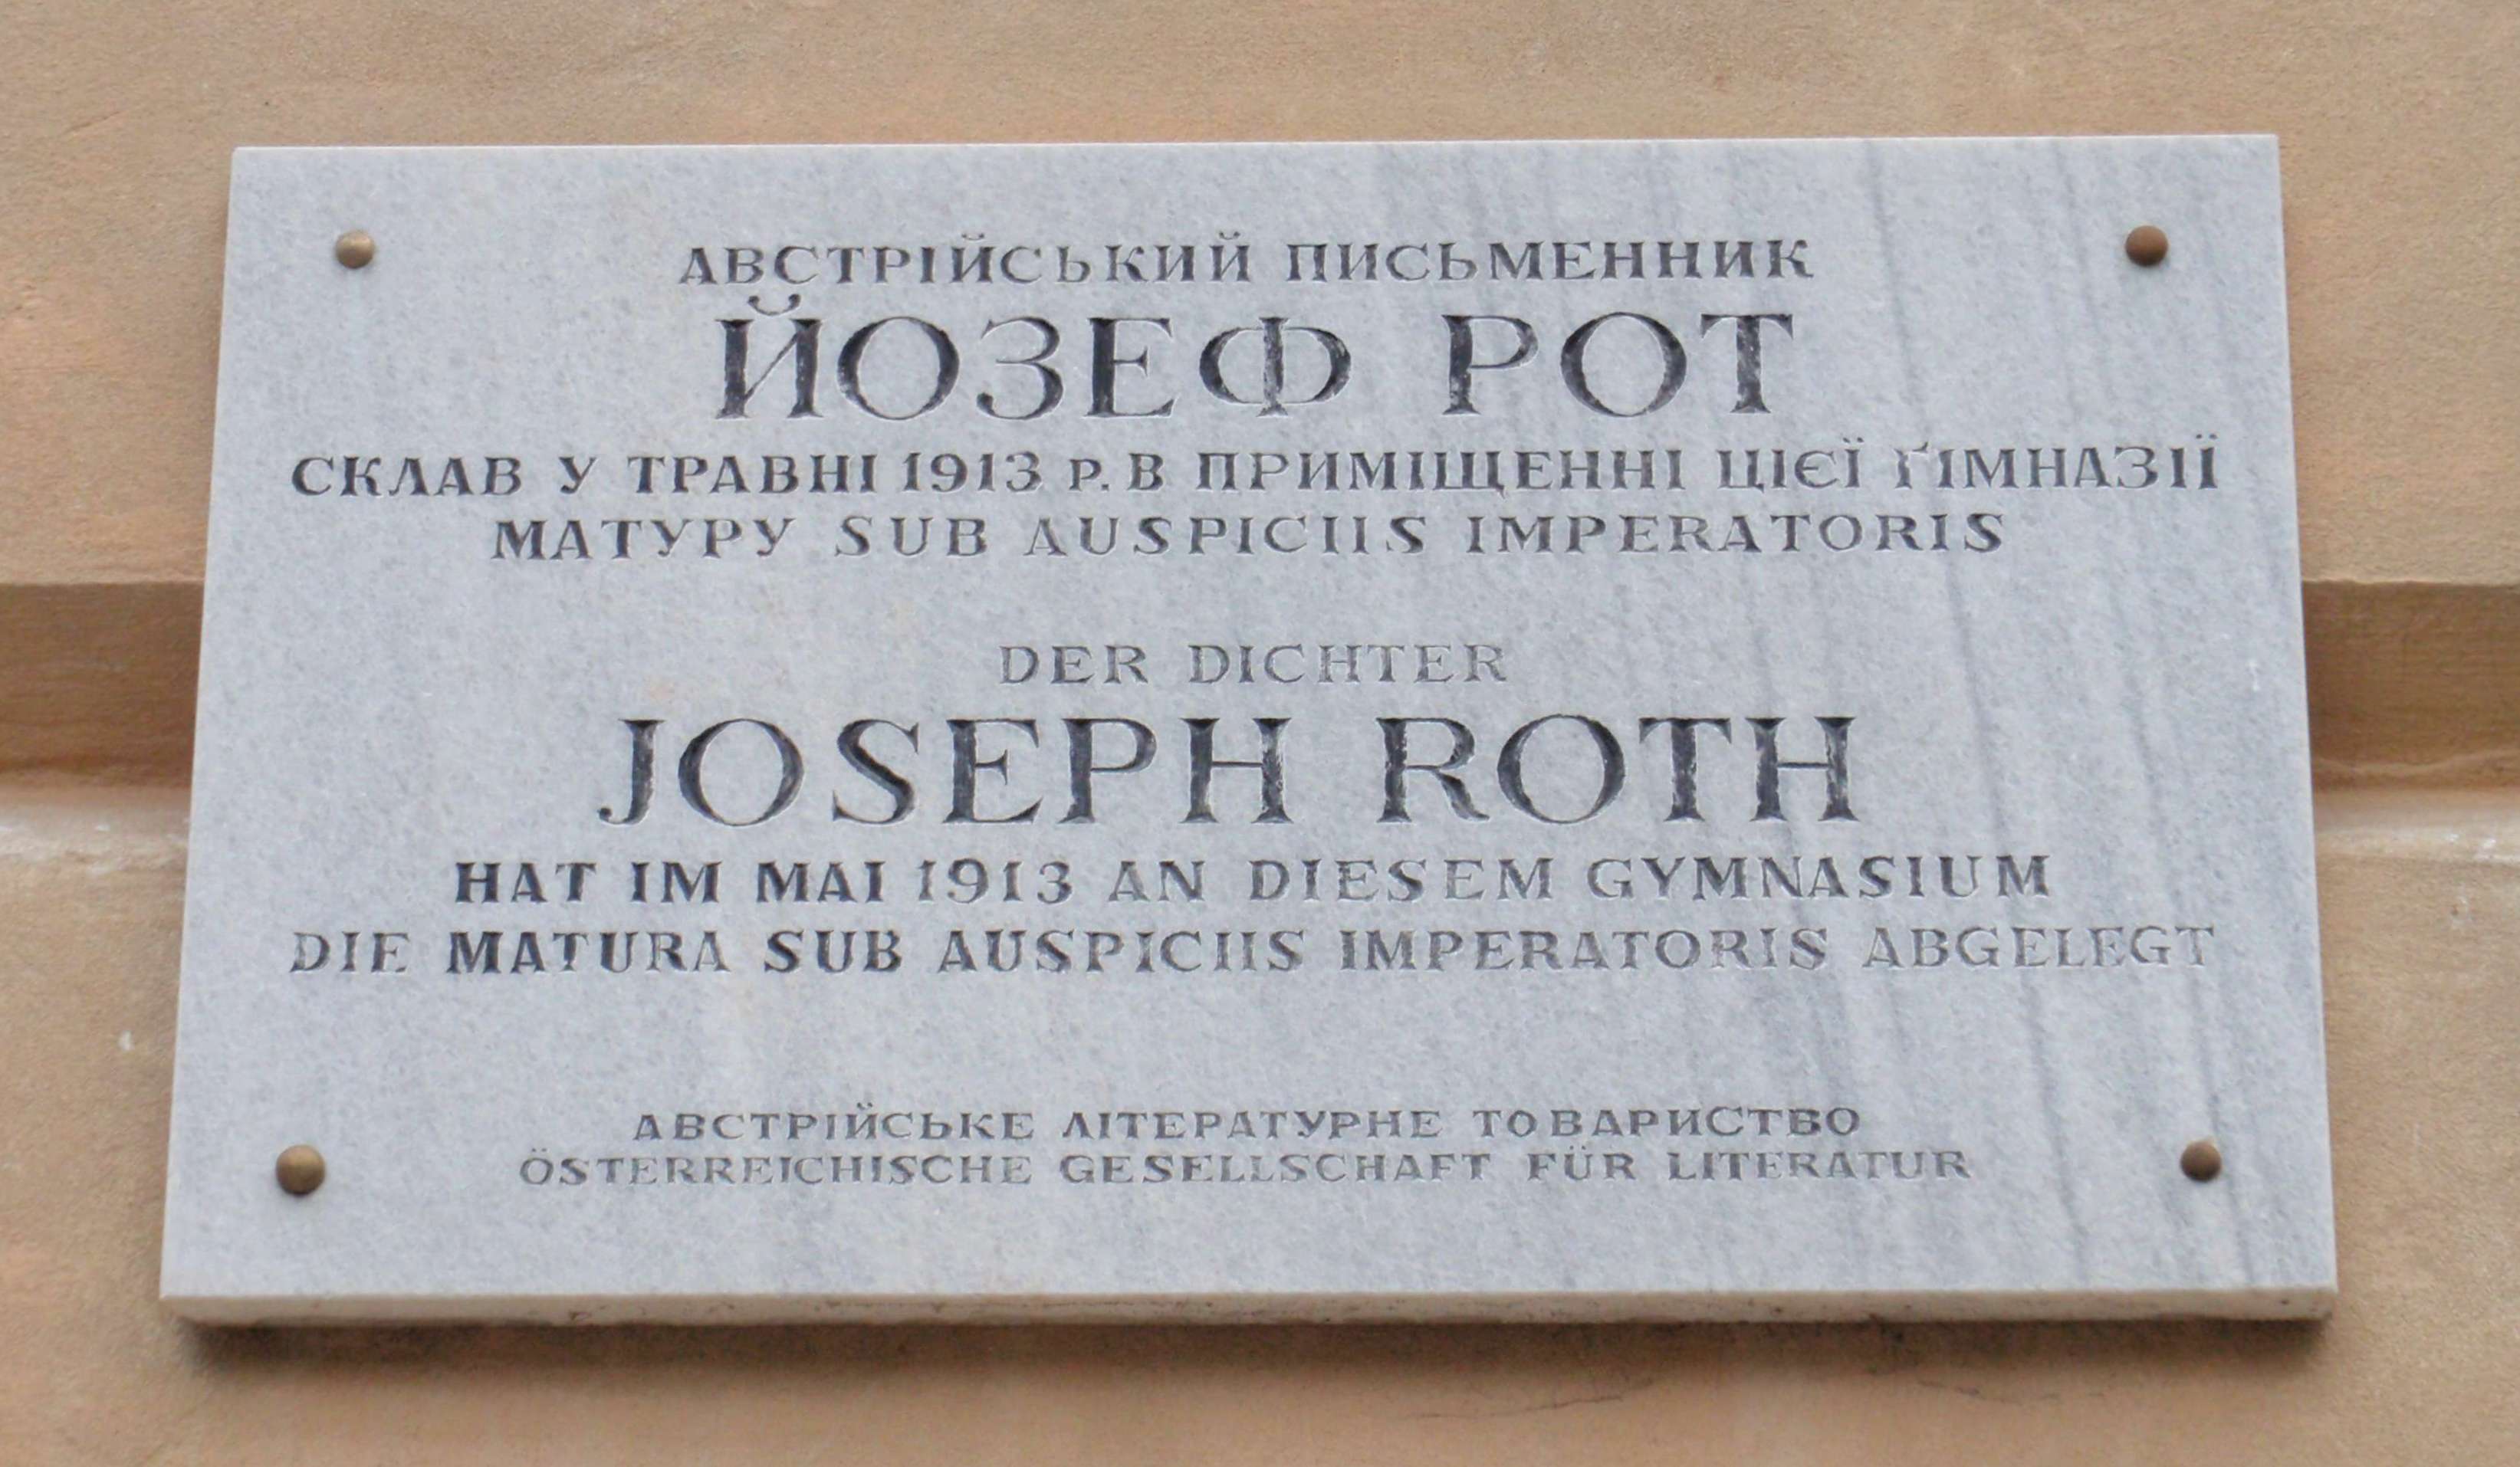 АВСТРІЙСЬКИЙ ПИСЬМЕННИК
ЙОЗЕФ РОТ
СКЛАВ У ТРАВНІ 1913 Р. В ПРИМІЩЕННІ ЦІЄЇ ҐІМНАЗІЇ
МАТУРУ SUB AUSPICIIS IMPERATORIS
DER DICHTER
JOSEPH ROTH
HAT IM MAI 1913 AN DIESEM GYMNASIUM
DIE MATURA SUB AUSPICIIS IMPERATORIS ABGELEGT
АВСТРІЙСЬКЕ ЛІТЕРАТУРНЕ ТОВАРИСТВО
ÖSTERREICHISCHE GESELLSCHAFT FÜR LITERATUR